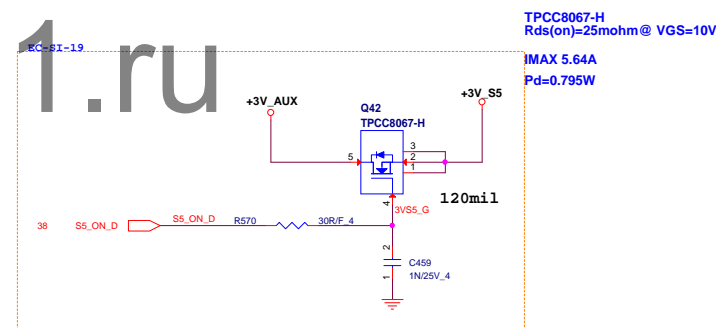 TPCC8067-H
Rds(on)=25mohm@ VGS=10V
IMAX 5.64A
Pd=0.795W
EC-SI-19
1.ru
+3V_AUX
+3V_S5
Q42
TPCC8067-H
5
3
2
1
4
3VS5_G
120mil
38
S5_ON_D
S5_ON_D
R570
30R/F_4
2
1
C459
1N/25V_4